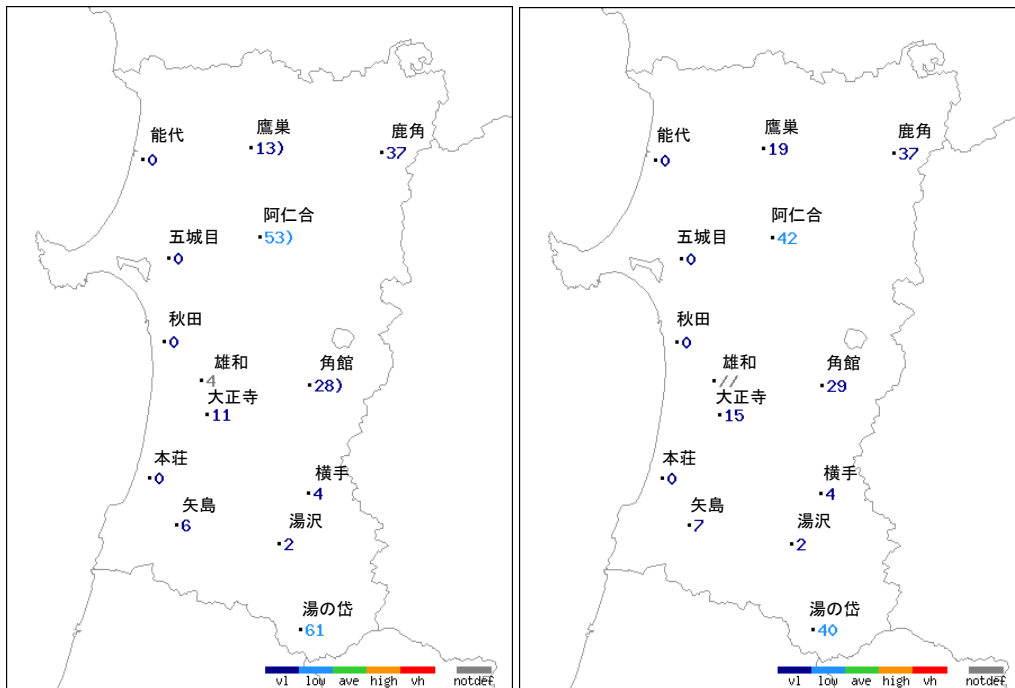 能代
0
鷹巣
13)
鹿角
37
阿仁合
53)
五城目
0
秋田
0
雄和
4
角館
28)
大正寺
11
本荘
0
横手
4
矢島
6
湯沢
2
湯の岱
61
vl low ave high vh notdef
能代
0
鷹巣
19
鹿角
37
阿仁合
42
五城目
0
秋田
0
雄和
//
角館
29
大正寺
15
本荘
0
横手
4
矢島
7
湯沢
2
湯の岱
40
vl low ave high vh notdef